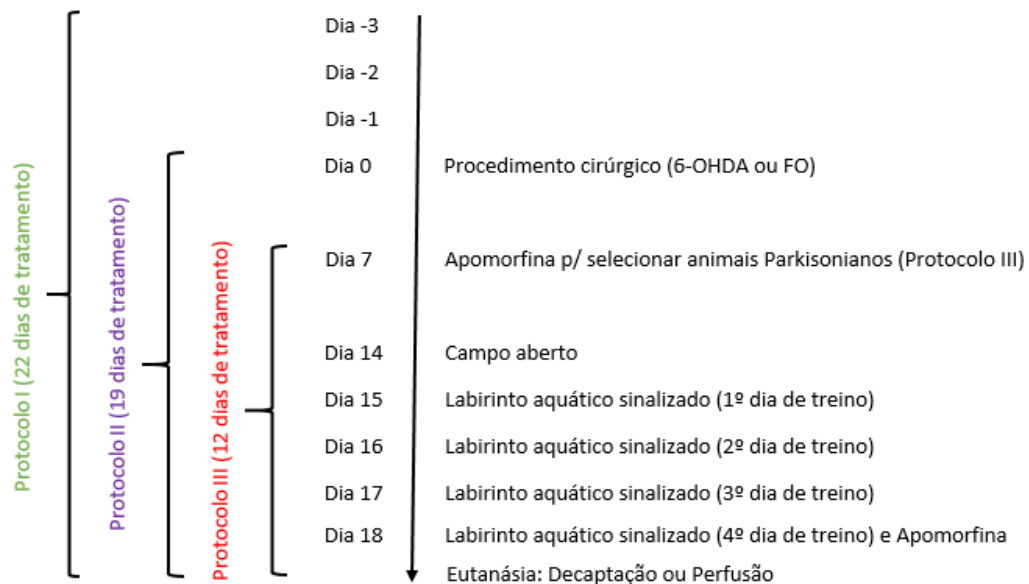 Protocolo I (22 dias de tratamento)
Protocolo II (19 dias de tratamento)
Protocolo III (12 dias de tratamento)
Dia -3
Dia -2
Dia -1
Dia 0 Procedimento cirúrgico (6-OHDA ou FO)
Dia 7 Apomorfina p/ selecionar animais Parkisonianos (Protocolo III)
Dia 14 Campo aberto
Dia 15 Labirinto aquático sinalizado (1º dia de treino)
Dia 16 Labirinto aquático sinalizado (2º dia de treino)
Dia 17 Labirinto aquático sinalizado (3º dia de treino)
Dia 18 Labirinto aquático sinalizado (4º dia de treino) e Apomorfina
Eutanásia: Decaptação ou Perfusão